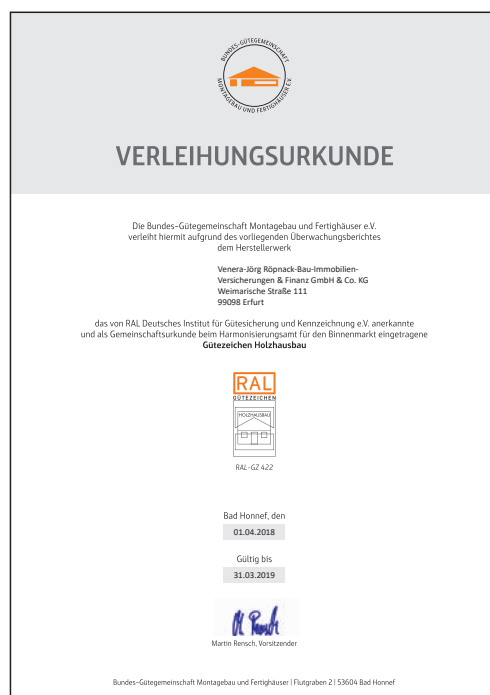 BUNDES-GÜTEGEMEINSCHAFT
MONTAGEBAU UND FERTIGHÄUSER E.V.
VERLEIHUNGSURKUNDE
Die Bundes-Gütegemeinschaft Montagebau und Fertighäuser e.V.
verleiht hiermit aufgrund des vorliegenden Überwachungsberichtes
dem Herstellerwerk
Venera-Jörg Röpnack-Bau-Immobilien-
Versicherungen & Finanz GmbH & Co. KG
Weimarische Straße 111
99098 Erfurt
das von RAL Deutsches Institut für Gütesicherung und Kennzeichnung e.V. anerkannte
und als Gemeinschaftsurkunde beim Harmonisierungsamt für den Binnenmarkt eingetragene
Gütezeichen Holzhausbau
RAL
GÜTEZEICHEN
HOLZHAUSBAU
RAL-GZ 422
Bad Honnef, den
01.04.2018
Gültig bis
31.03.2019
Martin Rensch, Vorsitzender
Bundes-Gütegemeinschaft Montagebau und Fertighäuser | Flutgraben 2 | 53604 Bad Honnef